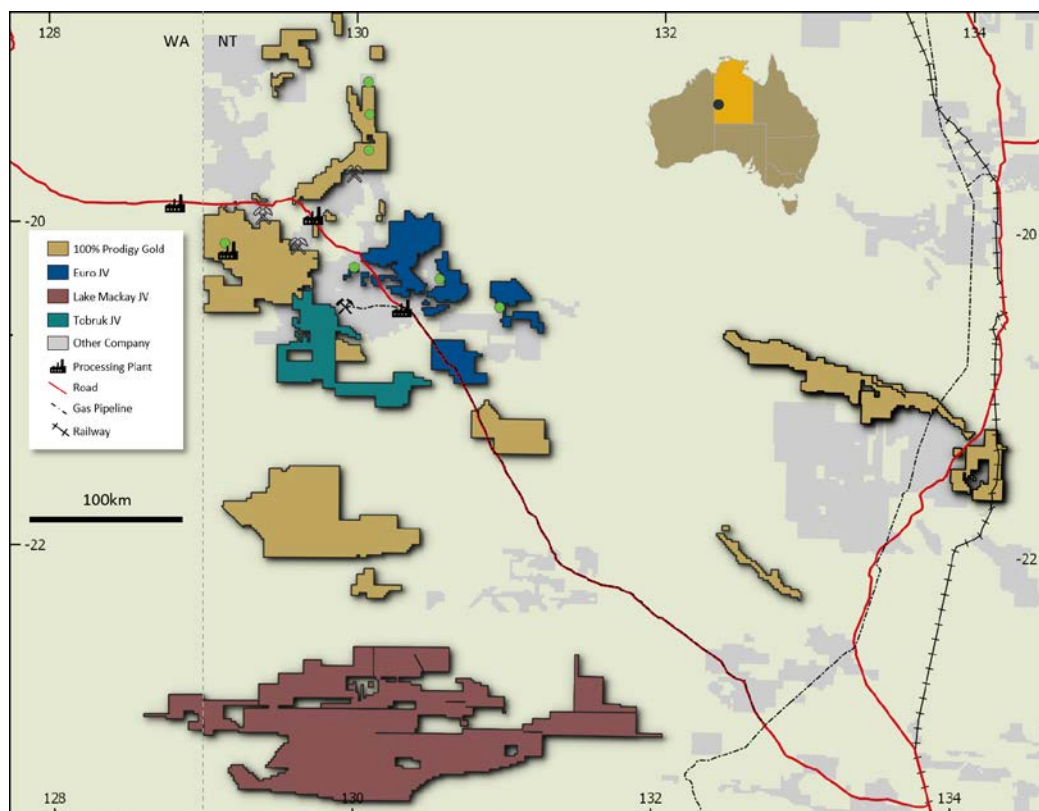 128
130
132
134
WA
NT
-20
-20
100% Prodigy Gold
Euro JV
Lake Mackay JV
Tobruk JV
Other Company
Processing Plant
Road
Gas Pipeline
Railway
100km
-22
-22
128
130
132
134